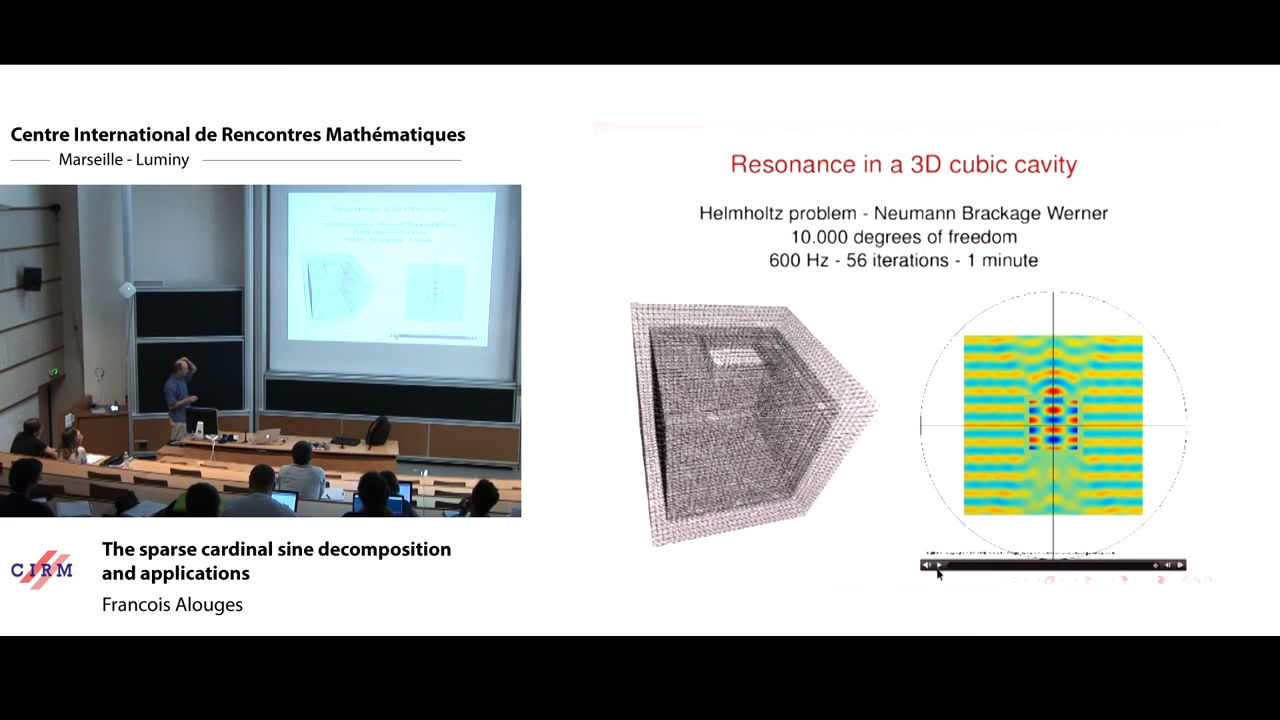 Centre International de Rencontres Mathématiques
Marseille - Luminy
Resonance in a 3D cubic cavity
Helmholtz problem - Neumann Brackage Werner
10.000 degrees of freedom
600 Hz - 56 iterations - 1 minute
CIRM
The sparse cardinal sine decomposition
and applications
Francois Alouges